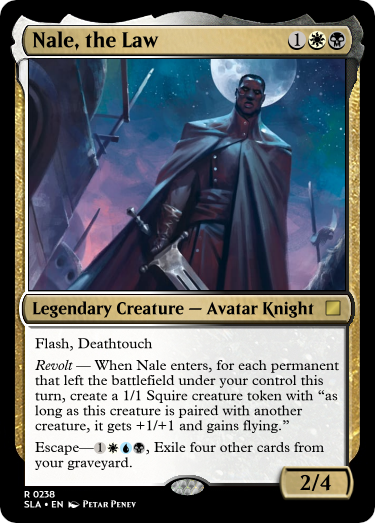 Nale, the Law 1
Legendary Creature — Avatar Knight
Flash, Deathtouch
Revolt — When Nale enters, for each permanent
that left the battlefield under your control this
turn, create a 1/1 Squire creature token with “as
long as this creature is paired with another
creature, it gets +1/+1 and gains flying.”
Escape—1, Exile four other cards from
your graveyard.
2/4
R 0238
SLA • EN Petar Penev